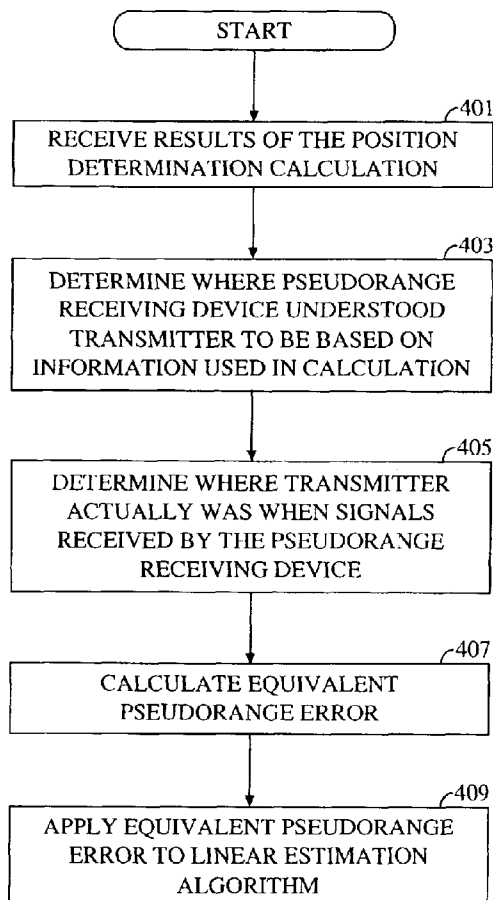 START
401
RECEIVE RESULTS OF THE POSITION
DETERMINATION CALCULATION
403
DETERMINE WHERE PSEUDORANGE
RECEIVING DEVICE UNDERSTOOD
TRANSMITTER TO BE BASED ON
INFORMATION USED IN CALCULATION
405
DETERMINE WHERE TRANSMITTER
ACTUALLY WAS WHEN SIGNALS
RECEIVED BY THE PSEUDORANGE
RECEIVING DEVICE
407
CALCULATE EQUIVALENT
PSEUDORANGE ERROR
409
APPLY EQUIVALENT PSEUDORANGE
ERROR TO LINEAR ESTIMATION
ALGORITHM